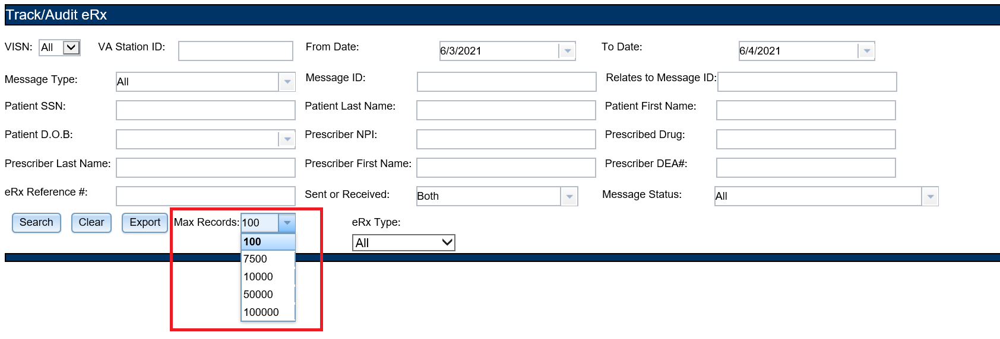 Track/Audit eRx
VISN: All VA Station ID: From Date: 6/3/2021 To Date: 6/4/2021
Message Type: All Message ID: Relates to Message ID:
Patient SSN: Patient Last Name: Patient First Name:
Patient D.O.B: Prescriber NPI: Prescribed Drug:
Prescriber Last Name: Prescriber First Name: Prescriber DEA#:
eRx Reference #: Sent or Received: Both Message Status: All
Search Clear Export Max Records: 100 eRx Type:
100 All
7500
10000
50000
100000